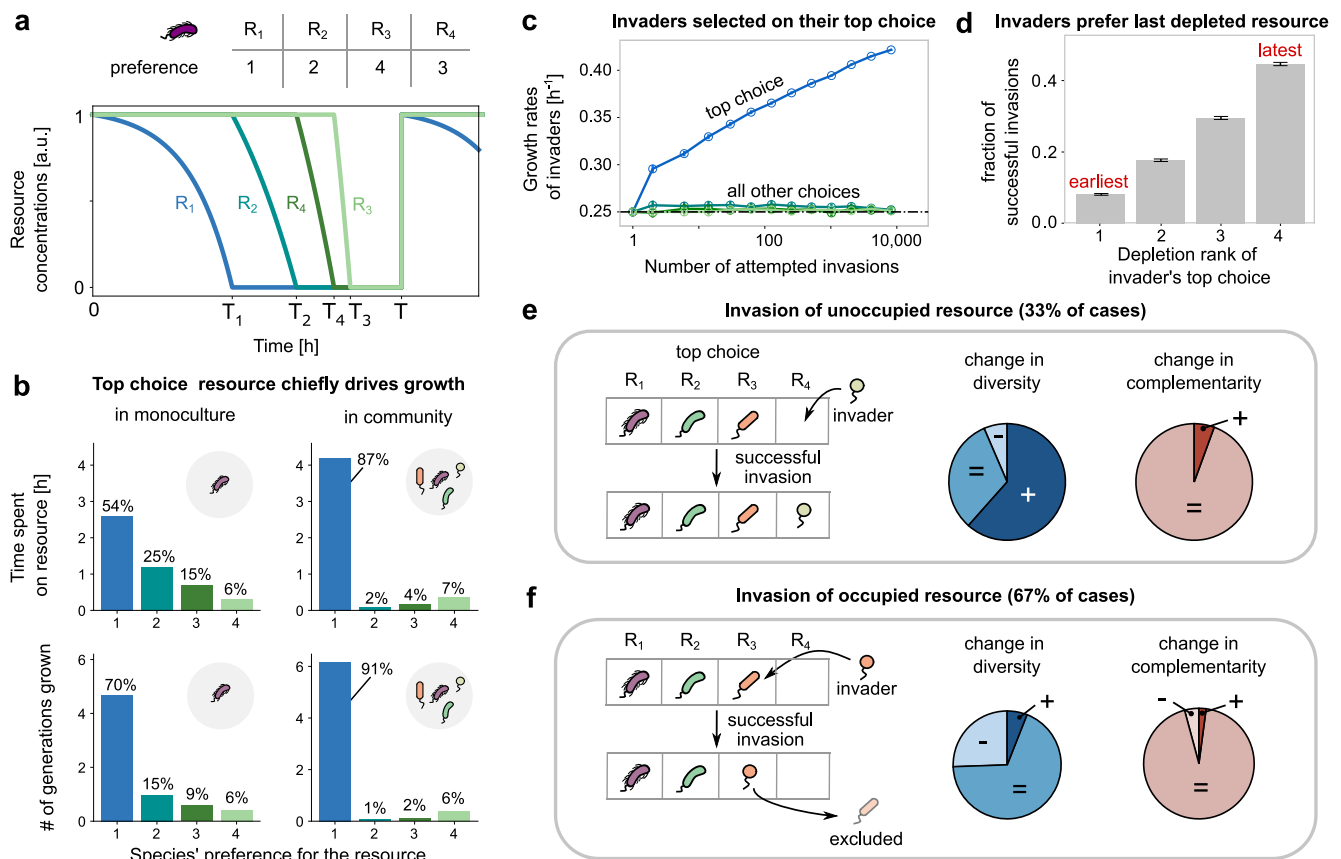 a
R₁ R₂ R₃ R₄
preference 1 2 4 3
Resource
concentrations [a.u.]
1
0
R₁ R₂ R₄ R₃
0 T₁ T₂ T₄ T₃ T
Time [h]
b
Top choice resource chiefly drives growth
in monoculture
in community
Time spent
on resource [h]
4
3
2
1
0
54%
25%
15%
6%
1 2 3 4
4
3
2
1
0
87%
2%
4%
7%
1 2 3 4
# of generations grown
6
4
2
0
70%
15%
9%
6%
1 2 3 4
6
4
2
0
91%
1%
2%
6%
1 2 3 4
Species' preference for the resource
c
Invaders selected on their top choice
Growth rates
of invaders [h⁻¹]
0.40
0.35
0.30
0.25
top choice
all other choices
1 100 10,000
Number of attempted invasions
d
Invaders prefer last depleted resource
fraction of
successful invasions
0.4
0.2
0.0
earliest
latest
1 2 3 4
Depletion rank of
invader's top choice
e
Invasion of unoccupied resource (33% of cases)
top choice
R₁ R₂ R₃ R₄
invader
successful
invasion
change in
diversity
-
=
+
change in
complementarity
+
=
f
Invasion of occupied resource (67% of cases)
R₁ R₂ R₃ R₄
invader
successful
invasion
excluded
change in
diversity
+
-
=
change in
complementarity
- +
=